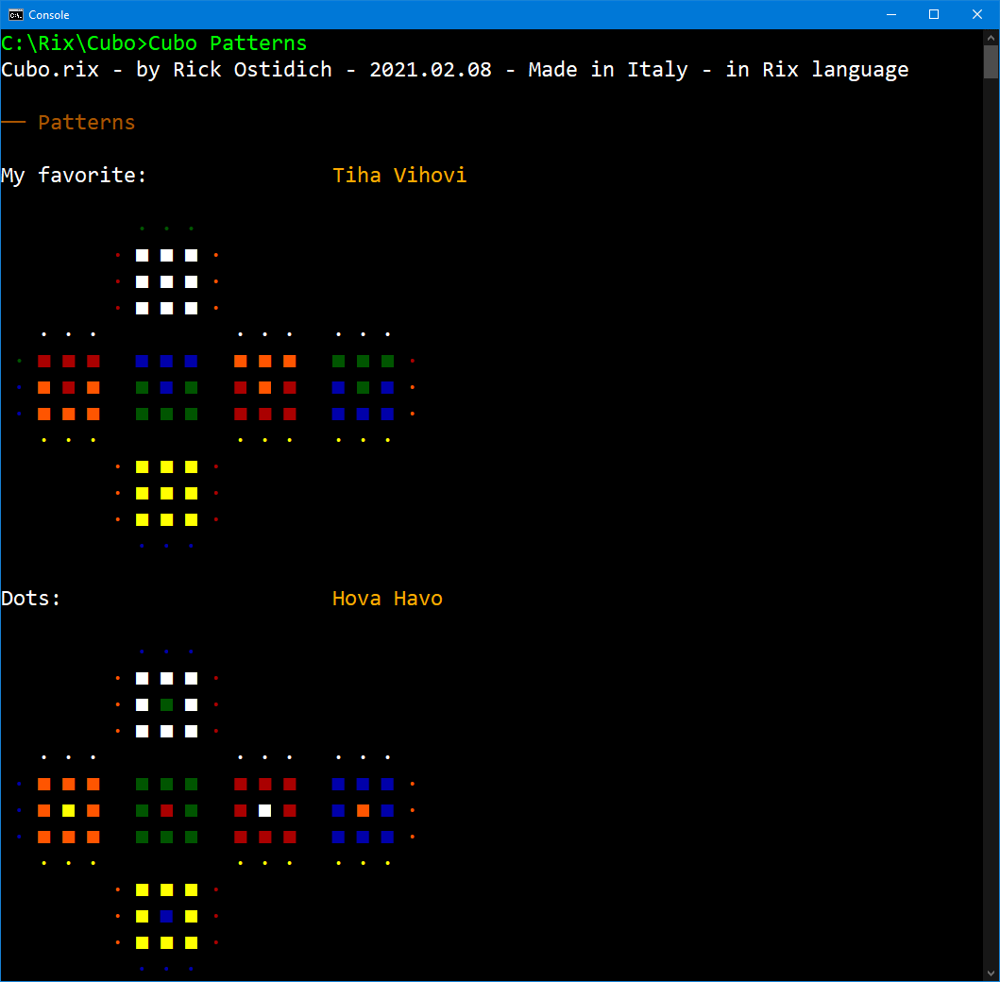 Console
C:\Rix\Cubo>Cubo Patterns
Cubo.rix - by Rick Ostidich - 2021.02.08 - Made in Italy - in Rix language
── Patterns
My favorite: Tiha Vihovi
Dots: Hova Havo